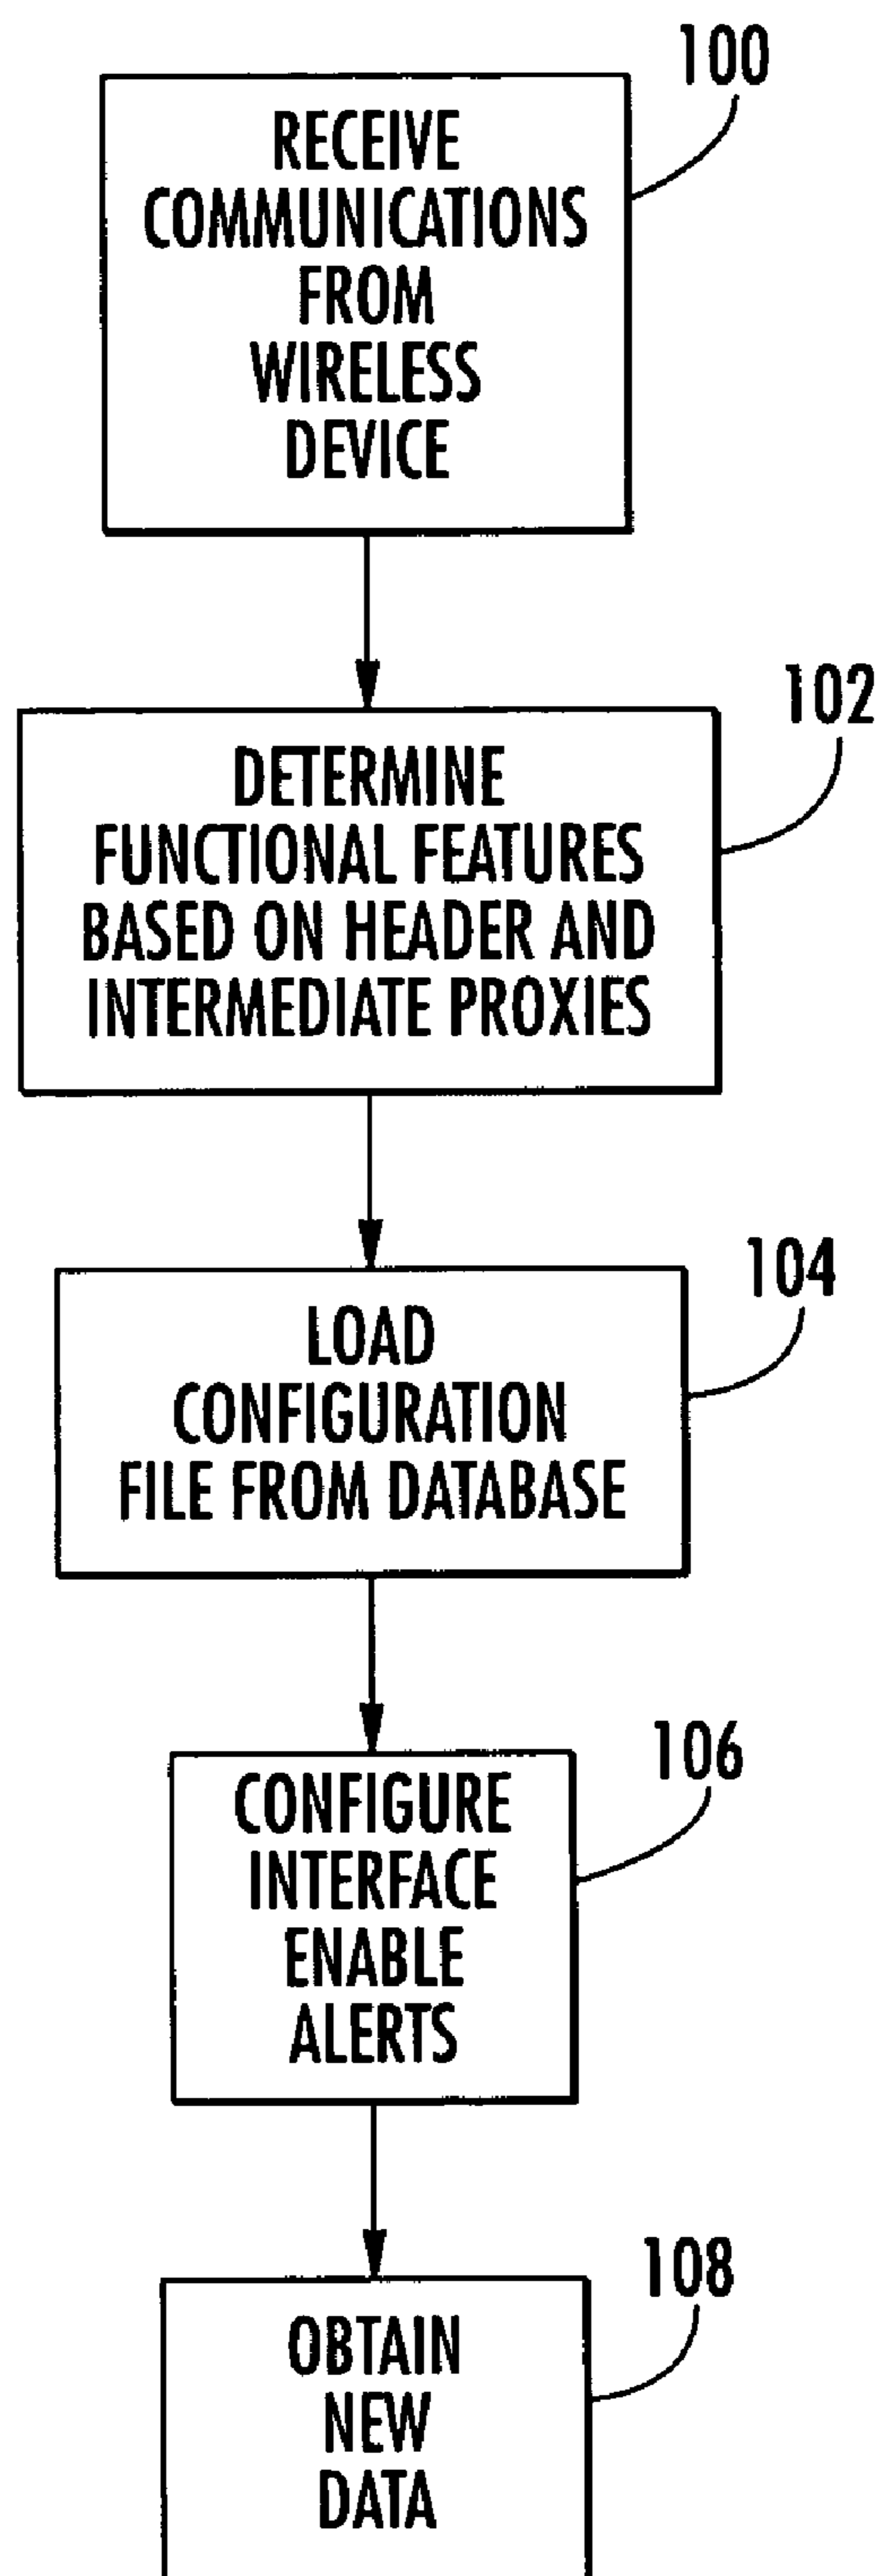 100
RECEIVE
COMMUNICATIONS
FROM
WIRELESS
DEVICE
102
DETERMINE
FUNCTIONAL FEATURES
BASED ON HEADER AND
INTERMEDIATE PROXIES
104
LOAD
CONFIGURATION
FILE FROM DATABASE
106
CONFIGURE
INTERFACE
ENABLE
ALERTS
108
OBTAIN
NEW
DATA